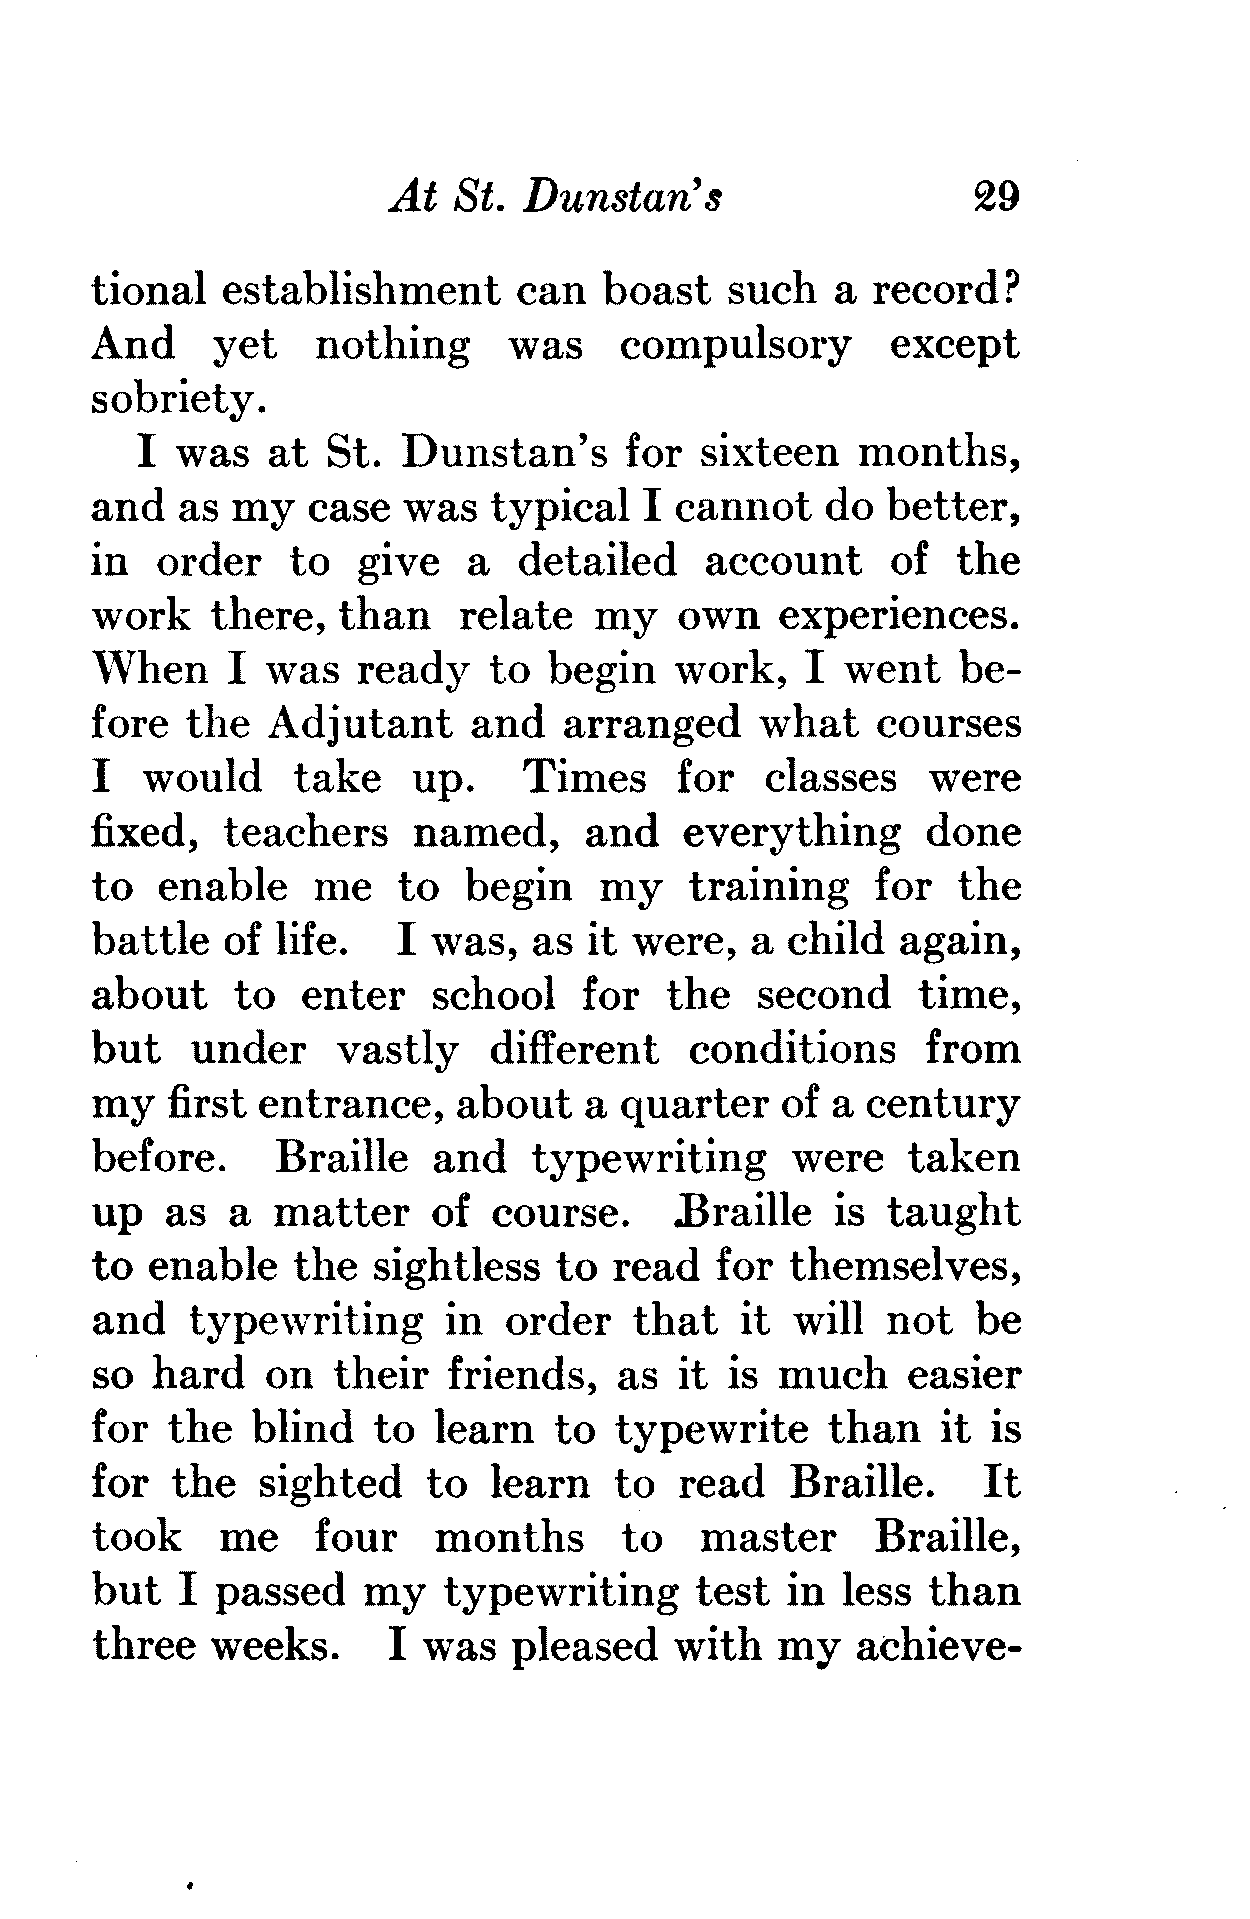 At St. Dunstan's 29
tional establishment can boast such a record?
And yet nothing was compulsory except
sobriety.
I was at St. Dunstan's for sixteen months,
and as my case was typical I cannot do better,
in order to give a detailed account of the
work there, than relate my own experiences.
When I was ready to begin work, I went be-
fore the Adjutant and arranged what courses
I would take up. Times for classes were
fixed, teachers named, and everything done
to enable me to begin my training for the
battle of life. I was, as it were, a child again,
about to enter school for the second time,
but under vastly different conditions from
my first entrance, about a quarter of a century
before. Braille and typewriting were taken
up as a matter of course. Braille is taught
to enable the sightless to read for themselves,
and typewriting in order that it will not be
so hard on their friends, as it is much easier
for the blind to learn to typewrite than it is
for the sighted to learn to read Braille. It
took me four months to master Braille,
but I passed my typewriting test in less than
three weeks. I was pleased with my achieve-